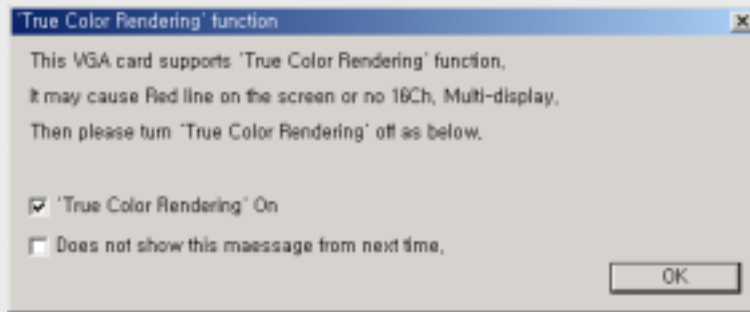 'True Color Rendering' function
This VGA card supports 'True Color Rendering' function,
It may cause Red line on the screen or no 16Ch, Multi-display,
Then please turn 'True Color Rendering' off as below,
'True Color Rendering' On
Does not show this maessage from next time,
OK